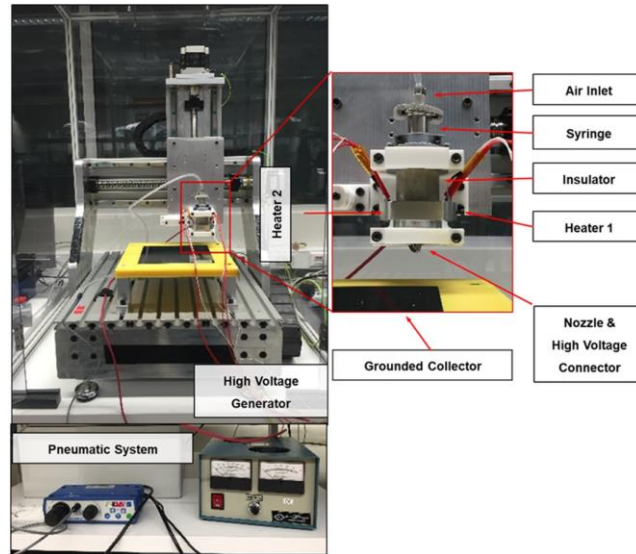 Air Inlet
Syringe
Insulator
Heater 2
Heater 1
Nozzle &
High Voltage
Connector
Grounded Collector
High Voltage
Generator
Pneumatic System